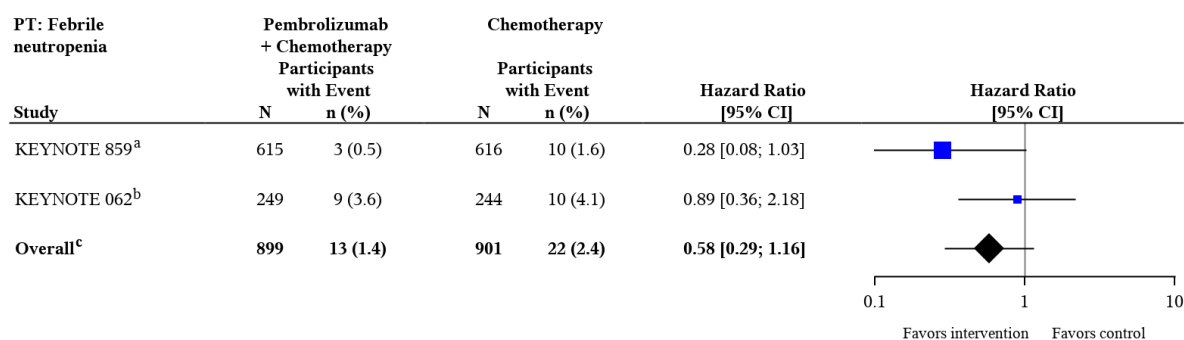 PT: Febrile neutropenia
Pembrolizumab + Chemotherapy
Chemotherapy
Participants with Event
Participants with Event
Hazard Ratio
Hazard Ratio
Study N n (%) N n (%) [95% CI] [95% CI]
KEYNOTE 859a 615 3 (0.5) 616 10 (1.6) 0.28 [0.08; 1.03]
KEYNOTE 062b 249 9 (3.6) 244 10 (4.1) 0.89 [0.36; 2.18]
Overallc 899 13 (1.4) 901 22 (2.4) 0.58 [0.29; 1.16]
0.1 1 10
Favors intervention Favors control